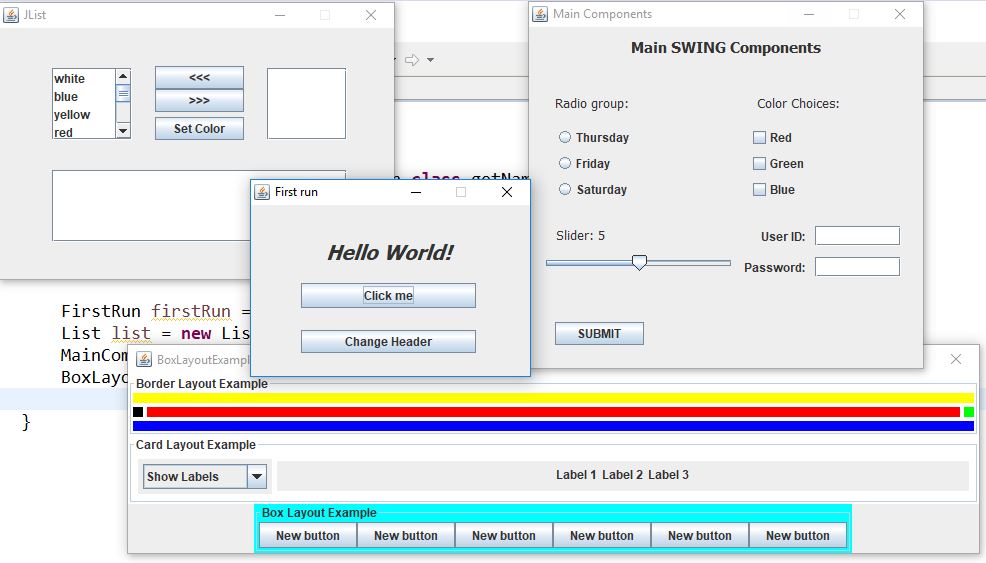 JList
white
blue
yellow
red
<<<
>>>
Set Color
Main Components
Main SWING Components
Radio group:
Color Choices:
Thursday
Red
Friday
Green
Saturday
Blue
Slider: 5
User ID:
Password:
SUBMIT
class.getNam
First run
Hello World!
Click me
Change Header
FirstRun firstRun =
List list = new Lis
MainCom
BoxLayo
}
BoxLayoutExampl
Border Layout Example
Card Layout Example
Show Labels
Label 1 Label 2 Label 3
Box Layout Example
New button New button New button New button New button New button